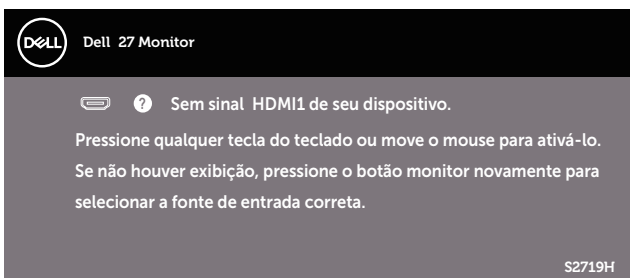 DELL
Dell 27 Monitor
? Sem sinal HDMI1 de seu dispositivo.
Pressione qualquer tecla do teclado ou move o mouse para ativá-lo.
Se não houver exibição, pressione o botão monitor novamente para
selecionar a fonte de entrada correta.
S2719H